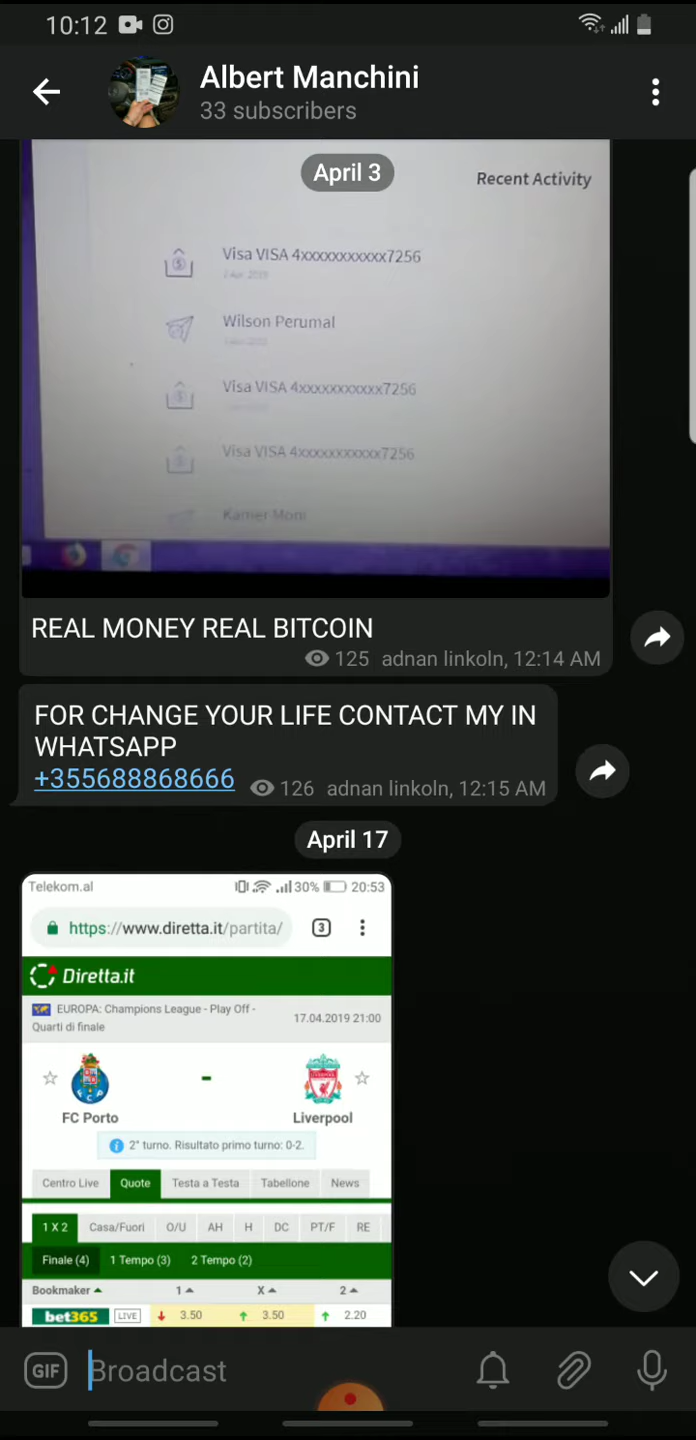 10:12
Albert Manchini
33 subscribers
April 3
Recent Activity
Visa VISA 4xxxxxxxxxxx7256
Wilson Perumal
Visa VISA 4xxxxxxxxxxx7256
Visa VISA 4xxxxxxxxxxx7256
Kamer Moni
REAL MONEY REAL BITCOIN
125 adnan linkoln, 12:14 AM
FOR CHANGE YOUR LIFE CONTACT MY IN
WHATSAPP
+355688868666 126 adnan linkoln, 12:15 AM
April 17
Telekom.al 30% 20:53
https://www.diretta.it/partita/ 3
Diretta.it
EUROPA: Champions League - Play Off -
Quarti di finale
17.04.2019 21:00
-
FC Porto Liverpool
2° turno. Risultato primo turno: 0-2.
Centro Live Quote Testa a Testa Tabellone News
1 X 2 Casa/Fuori O/U AH H DC PT/F RE
Finale (4) 1 Tempo (3) 2 Tempo (2)
Bookmaker 1 X 2
bet365 LIVE 3.50 3.50 2.20
GIF Broadcast